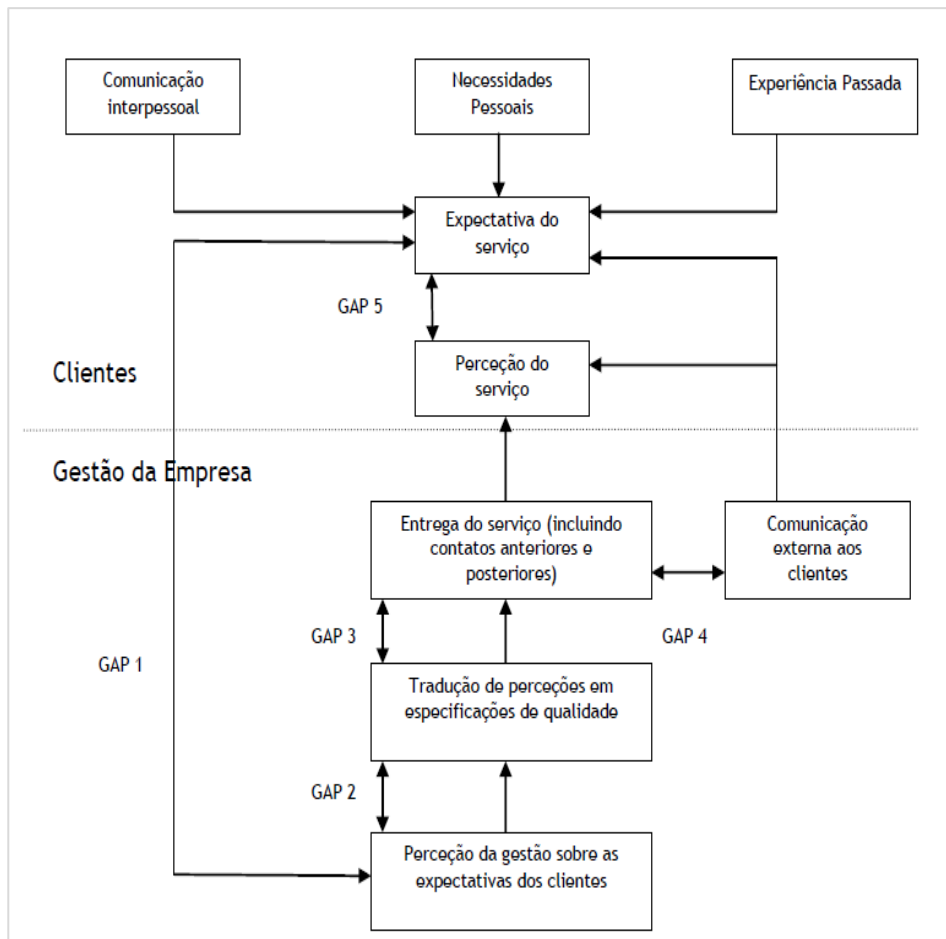 Comunicação
interpessoal
Necessidades
Pessoais
Experiência Passada
Expectativa do
serviço
GAP 5
Perceção do
serviço
Clientes
Gestão da Empresa
Entrega do serviço (incluindo
contatos anteriores e
posteriores)
Comunicação
externa aos
clientes
GAP 3
GAP 4
GAP 1
Tradução de perceções em
especificações de qualidade
GAP 2
Perceção da gestão sobre as
expectativas dos clientes